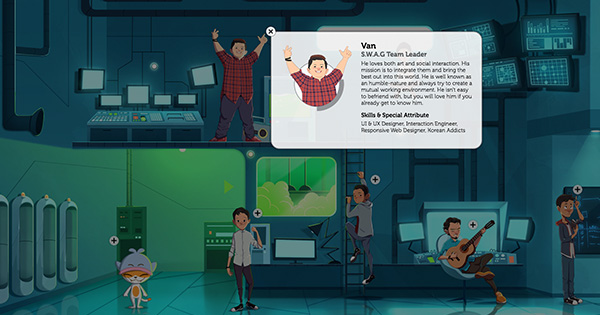 Van
S.W.A.G Team Leader
He loves both art and social interaction. His
mission is to integrate them and bring the
best out into this world. He is well known as
an humble-nature and always try to create a
mutual working environment. He isn't easy
to befriend with, but you will love him if you
already get to know him.
Skills & Special Attribute
UI & UX Designer, Interaction Engineer,
Responsive Web Designer, Korean Addicts